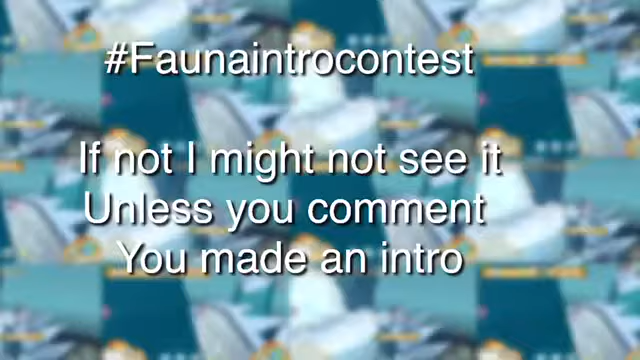 #Faunaintrocontest
If not I might not see it
Unless you comment
You made an intro